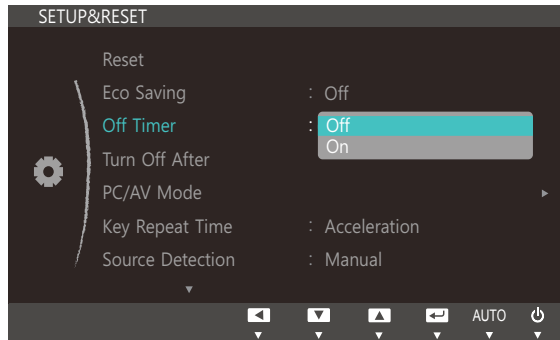 SETUP&RESET
Reset
Eco Saving : Off
Off Timer : Off
On
Turn Off After
PC/AV Mode
Key Repeat Time : Acceleration
Source Detection : Manual
AUTO